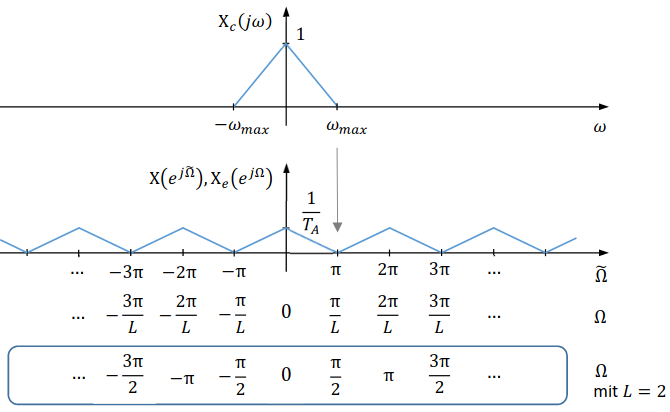 X_c(jω)
1
−ω_max ω_max ω
X(e^{jΩ̃}), X_e(e^{jΩ})
1/T_A
... −3π −2π −π π 2π 3π ... Ω̃
... −3π/L −2π/L −π/L 0 π/L 2π/L 3π/L ... Ω
... −3π/2 −π −π/2 0 π/2 π 3π/2 ... Ω
mit L = 2